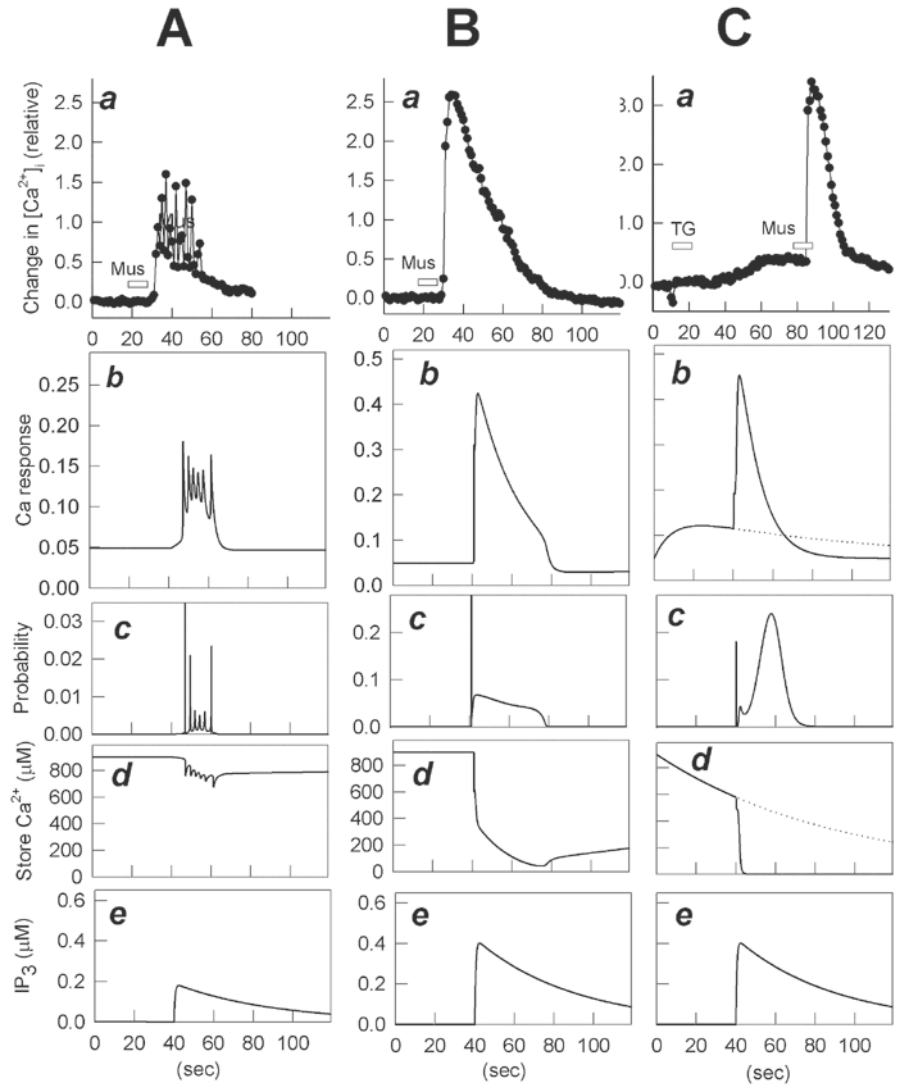 A B C
a a a
Change in [Ca²⁺]ᵢ (relative)
2.5
2.0
1.5
1.0
0.5
0.0
Mus
0 20 40 60 80 100 120
2.5
2.0
1.5
1.0
0.5
0.0
Mus
0 20 40 60 80 100 120
3.0
2.0
1.0
0.0
TG Mus
0 20 40 60 80 100 120
b b b
Ca response
0.25
0.20
0.15
0.10
0.05
0.00
0.5
0.4
0.3
0.2
0.1
0.0
c c c
Probability
0.03
0.02
0.01
0.00
0.2
0.1
0.0
d d d
Store Ca²⁺ (μM)
800
600
400
200
0
800
600
400
200
0
e e e
IP₃ (μM)
0.6
0.4
0.2
0.0
0 20 40 60 80 100
(sec)
0.6
0.4
0.2
0.0
0 20 40 60 80 100
(sec)
0 20 40 60 80 100
(sec)